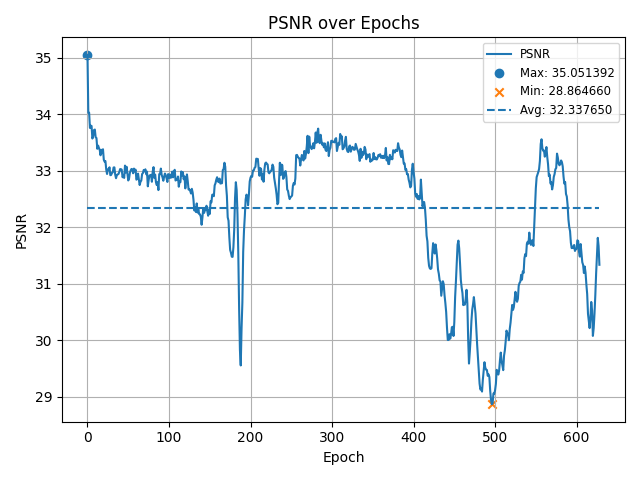 PSNR over Epochs
PSNR
Max: 35.051392
Min: 28.864660
Avg: 32.337650
PSNR
35
34
33
32
31
30
29
0 100 200 300 400 500 600
Epoch